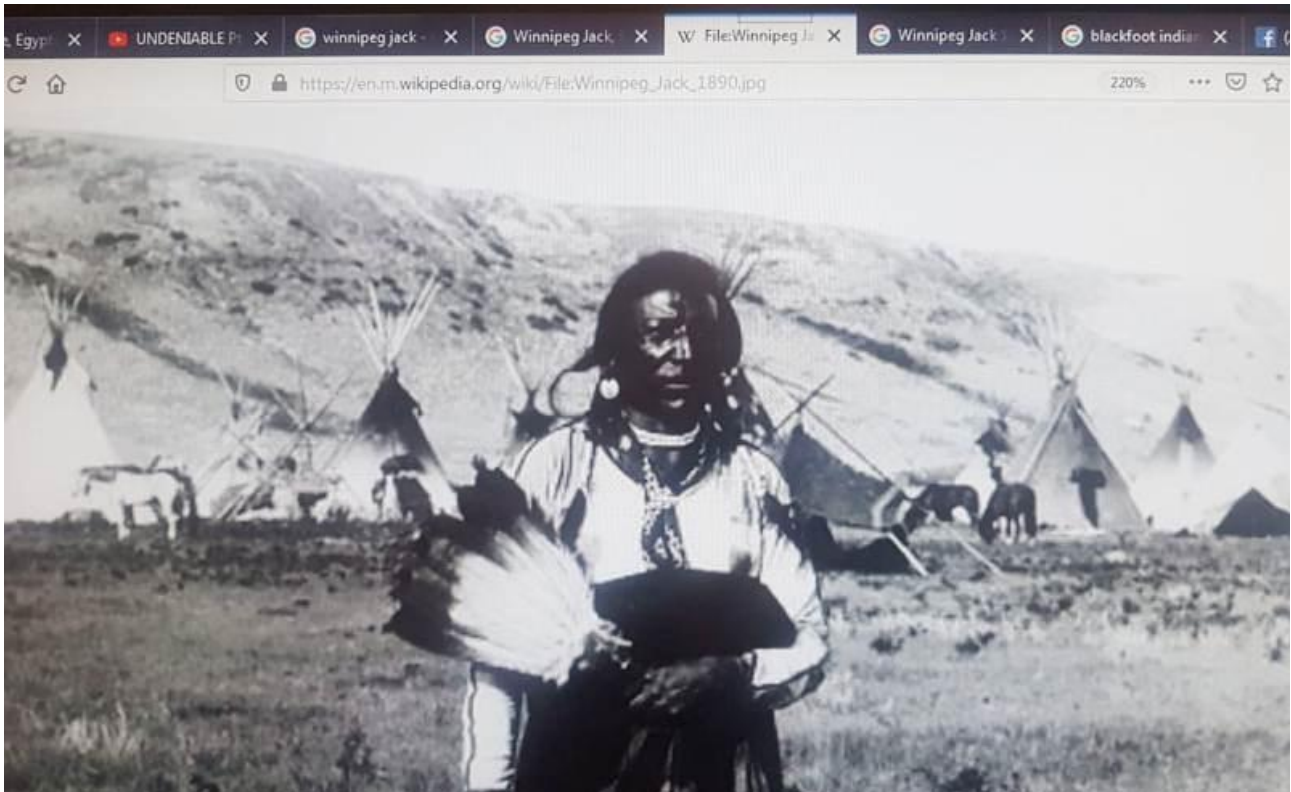 , Egyp
UNDENIABLE P
winnipeg jack -
Winnipeg Jack,
W File:Winnipeg Ja
Winnipeg Jack
blackfoot indian
https://en.m.wikipedia.org/wiki/File:Winnipeg_Jack_1890.jpg
220%